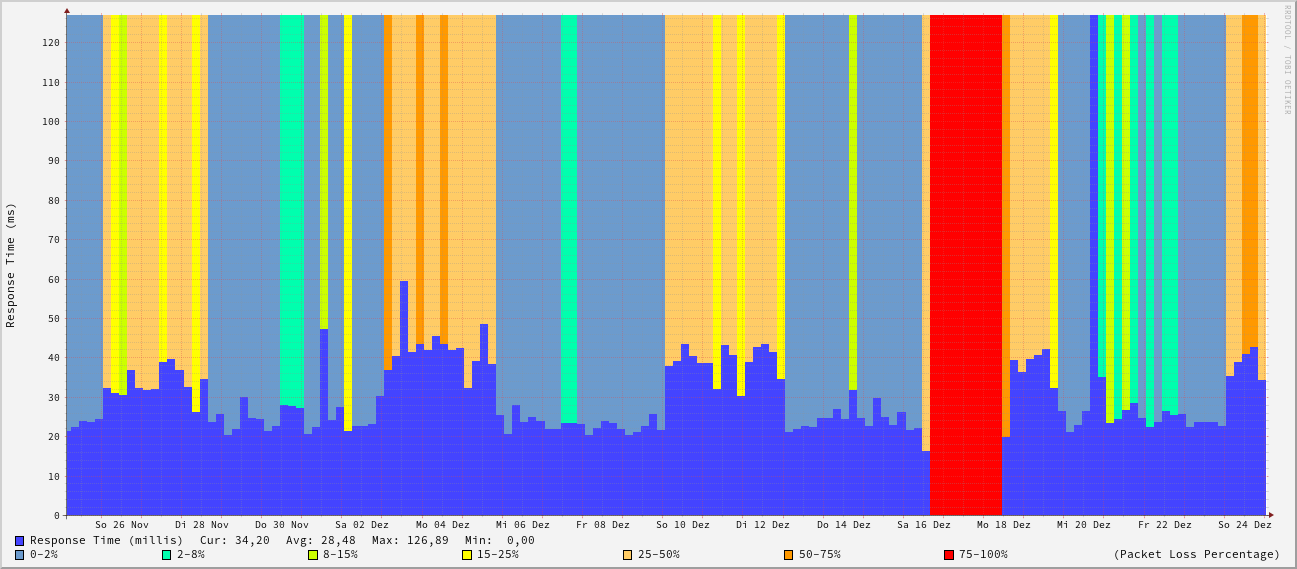 RRDTOOL / TOBI OETIKER
Response Time (ms)
120
110
100
90
80
70
60
50
40
30
20
10
0
So 26 Nov Di 28 Nov Do 30 Nov Sa 02 Dez Mo 04 Dez Mi 06 Dez Fr 08 Dez So 10 Dez Di 12 Dez Do 14 Dez Sa 16 Dez Mo 18 Dez Mi 20 Dez Fr 22 Dez So 24 Dez
Response Time (millis) Cur: 34,20 Avg: 28,48 Max: 126,89 Min: 0,00
0-2% 2-8% 8-15% 15-25% 25-50% 50-75% 75-100% (Packet Loss Percentage)